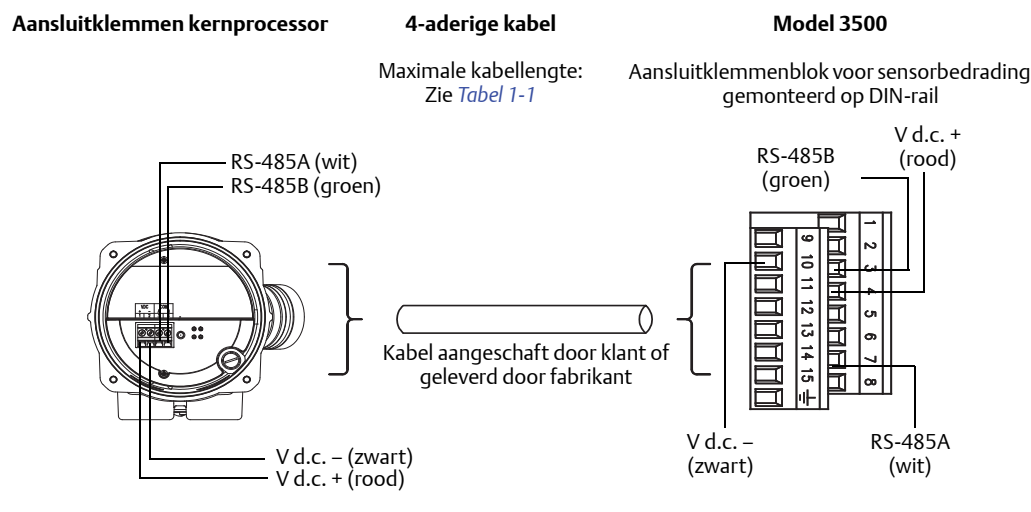 Aansluitklemmen kernprocessor
4-aderige kabel
Model 3500
Maximale kabellengte:
Zie Tabel 1-1
Aansluitklemmenblok voor sensorbedrading
gemonteerd op DIN-rail
RS-485A (wit)
RS-485B (groen)
VDC
COM
+ –
V d.c. – (zwart)
V d.c. + (rood)
Kabel aangeschaft door klant of
geleverd door fabrikant
RS-485B
(groen)
V d.c. +
(rood)
9
10
11
12
13
14
15
1
2
3
4
5
6
7
8
V d.c. –
(zwart)
RS-485A
(wit)